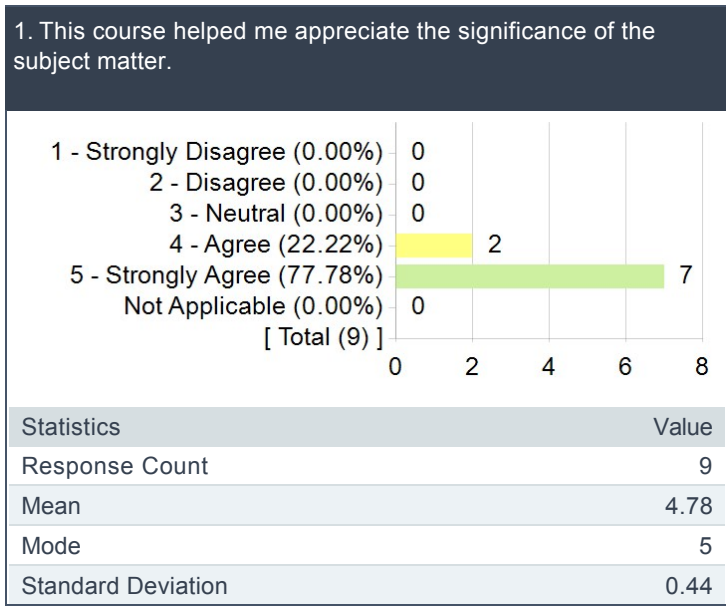 1. This course helped me appreciate the significance of the
subject matter.
1 - Strongly Disagree (0.00%) 0
2 - Disagree (0.00%) 0
3 - Neutral (0.00%) 0
4 - Agree (22.22%) 2
5 - Strongly Agree (77.78%) 7
Not Applicable (0.00%) 0
[ Total (9) ]
0 2 4 6 8
Statistics Value
Response Count 9
Mean 4.78
Mode 5
Standard Deviation 0.44